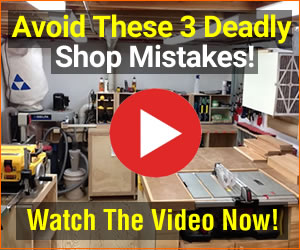 Avoid These 3 Deadly
Shop Mistakes!
Watch The Video Now!